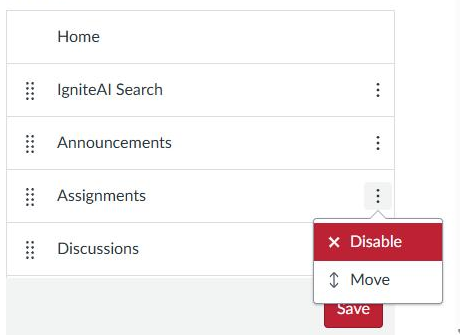 Home
IgniteAI Search
Announcements
Assignments
Discussions
Disable
Move
Save